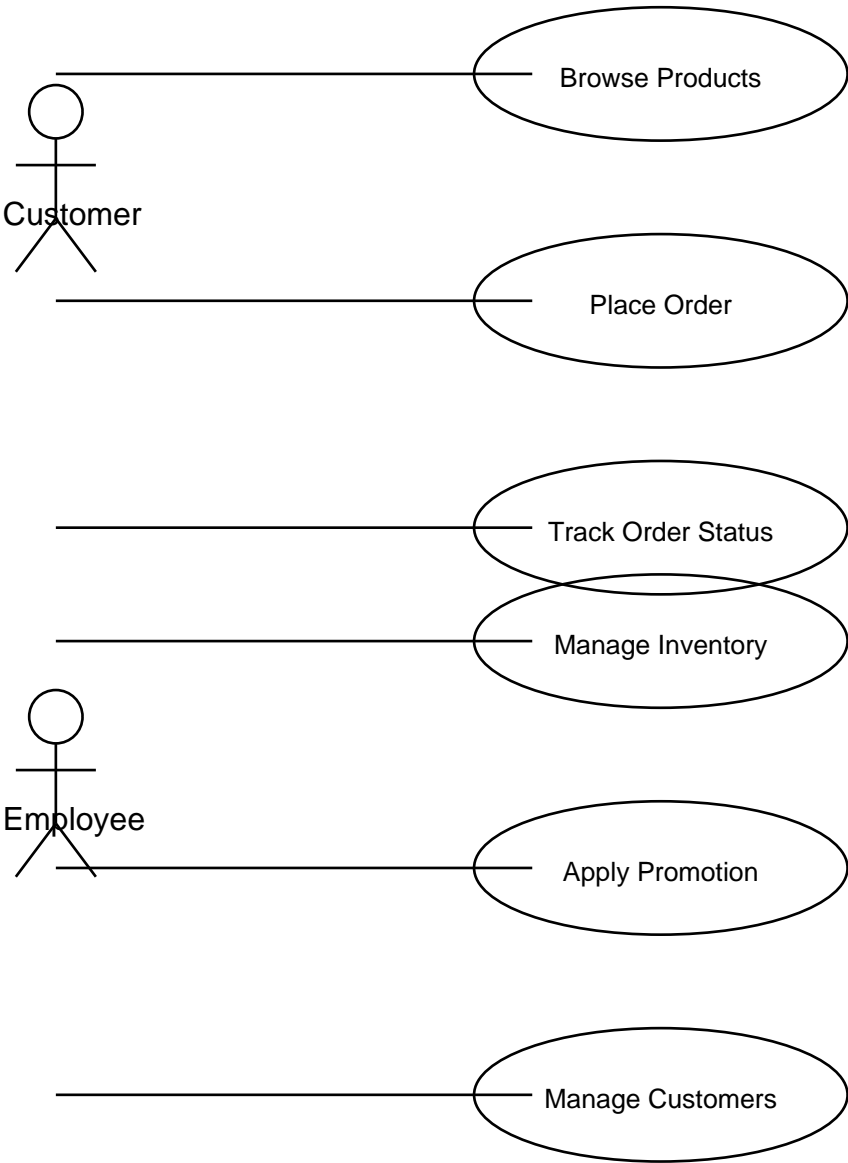 Browse Products
Customer
Place Order
Track Order Status
Manage Inventory
Employee
Apply Promotion
Manage Customers